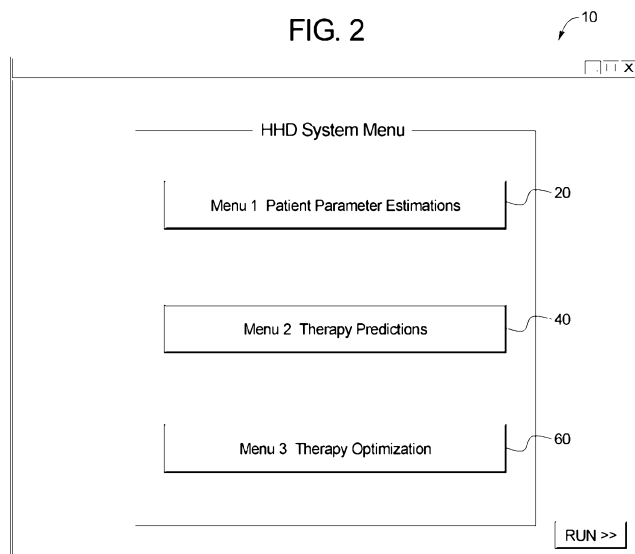 FIG. 2
10
X
HHD System Menu
Menu 1 Patient Parameter Estimations
20
Menu 2 Therapy Predictions
40
Menu 3 Therapy Optimization
60
RUN >>